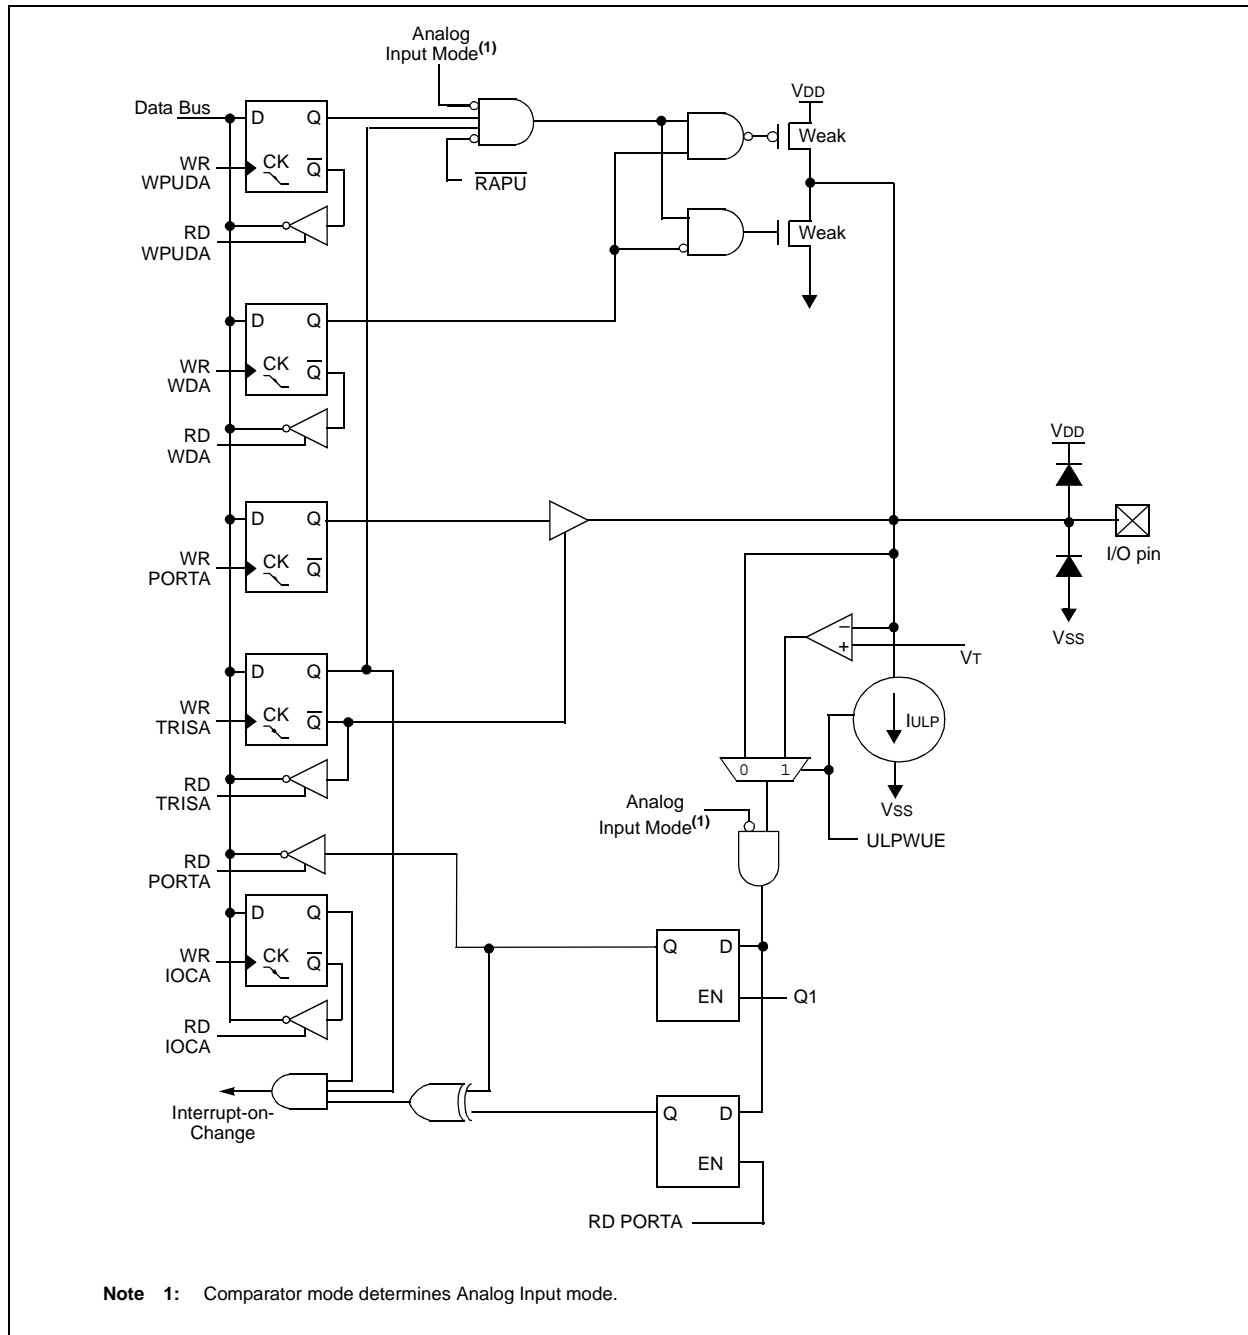 Analog
Input Mode(1)
VDD
Data Bus
D Q
Weak
WR
WPUDA
CK Q̅
R̅A̅P̅U̅
RD
WPUDA
Weak
D Q
WR
WDA
CK Q̅
RD
WDA
VDD
D Q
WR
PORTA
CK Q̅
I/O pin
VSS
−
+
VT
D Q
WR
TRISA
CK Q̅
IULP
0 1
RD
TRISA
VSS
Analog
Input Mode(1)
ULPWUE
RD
PORTA
D Q
WR
IOCA
CK Q̅
Q D
EN
Q1
RD
IOCA
Interrupt-on-
Change
Q D
EN
RD PORTA
Note 1: Comparator mode determines Analog Input mode.